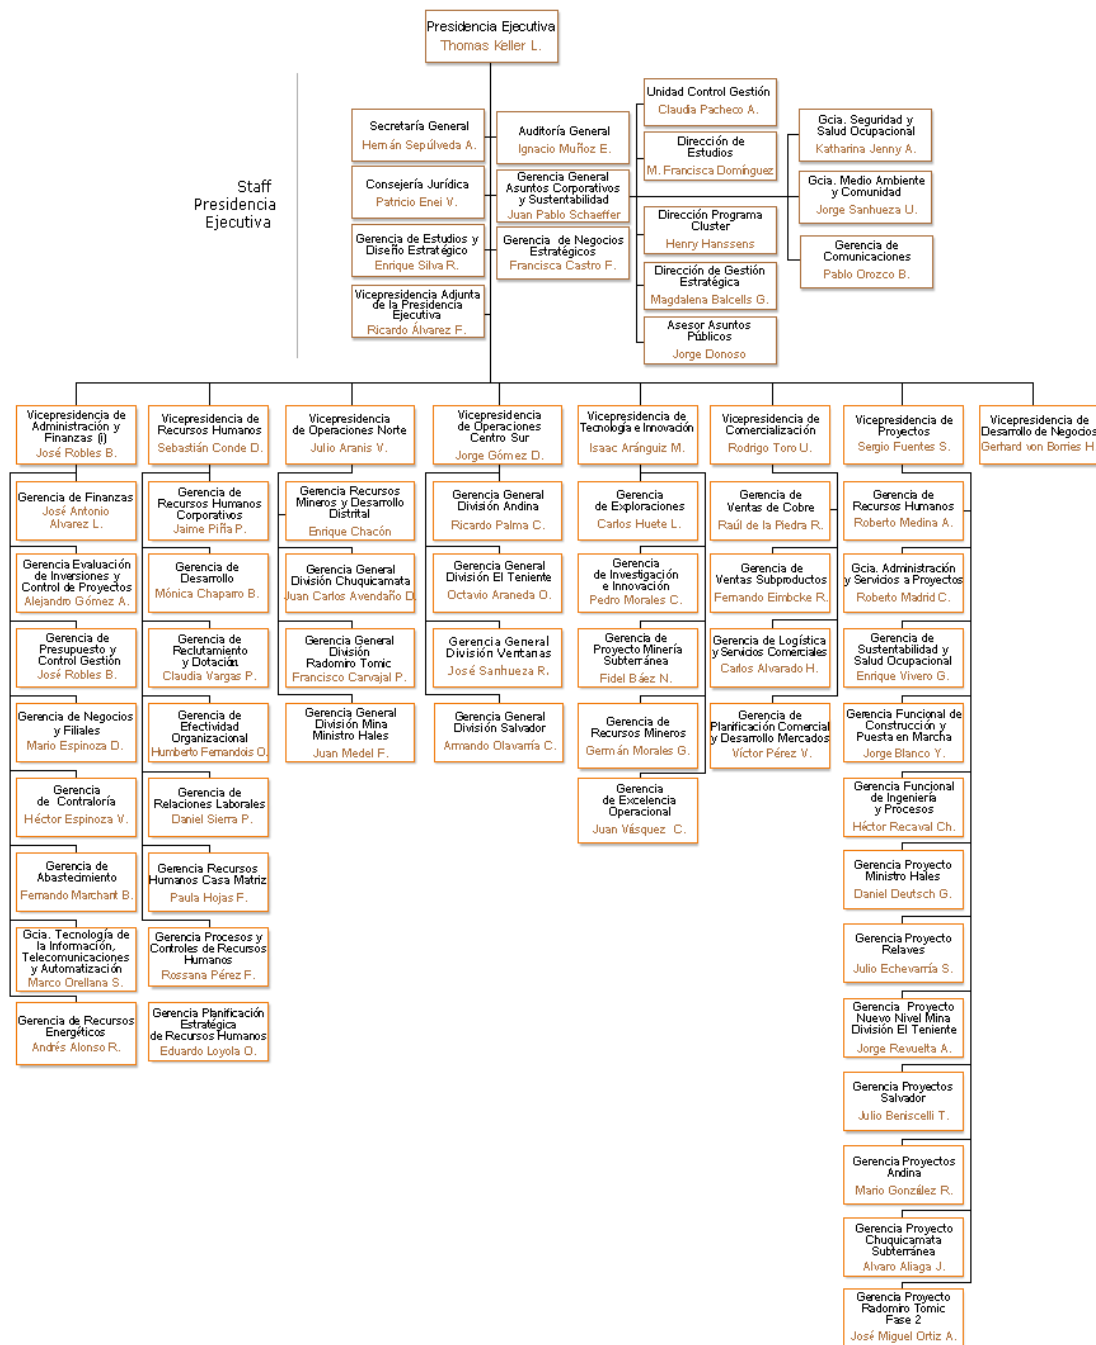 Presidencia Ejecutiva
Thomas Keller L.
Staff
Presidencia
Ejecutiva
Secretaría General
Hernán Sepúlveda A.
Auditoría General
Ignacio Muñoz E.
Consejería Jurídica
Patricio Enei V.
Gerencia General
Asuntos Corporativos
y Sustentabilidad
Juan Pablo Schaeffer
Gerencia de Estudios y
Diseño Estratégico
Enrique Silva R.
Gerencia de Negocios
Estratégicos
Francisca Castro F.
Vicepresidencia Adjunta
de la Presidencia
Ejecutiva
Ricardo Álvarez F.
Unidad Control Gestión
Claudia Pacheco A.
Dirección de
Estudios
M. Francisca Domínguez
Dirección Programa
Cluster
Henry Hanssens
Dirección de Gestión
Estratégica
Magdalena Balcells G.
Asesor Asuntos
Públicos
Jorge Donoso
Gcia. Seguridad y
Salud Ocupacional
Katharina Jenny A.
Gcia. Medio Ambiente
y Comunidad
Jorge Sanhueza U.
Gerencia de
Comunicaciones
Pablo Orozco B.
Vicepresidencia de
Administración y
Finanzas (i)
José Robles B.
Gerencia de Finanzas
José Antonio
Alvarez L.
Gerencia Evaluación
de Inversiones y
Control de Proyectos
Alejandro Gómez A.
Gerencia de
Presupuesto y
Control Gestión
José Robles B.
Gerencia de Negocios
y Filiales
Mario Espinoza D.
Gerencia
de Contraloría
Héctor Espinoza V.
Gerencia de
Abastecimiento
Fernando Marchant B.
Gcia. Tecnología de
la Información,
Telecomunicaciones
y Automatización
Marco Orellana S.
Gerencia de Recursos
Energéticos
Andrés Alonso R.
Vicepresidencia de
Recursos Humanos
Sebastián Conde D.
Gerencia de
Recursos Humanos
Corporativos
Jaime Piña P.
Gerencia de
Desarrollo
Mónica Chaparro B.
Gerencia de
Reclutamiento
y Dotación
Claudia Vargas P.
Gerencia de
Efectividad
Organizacional
Humberto Fernandois O.
Gerencia de
Relaciones Laborales
Daniel Sierra P.
Gerencia Recursos
Humanos Casa Matriz
Paula Hojas F.
Gerencia Procesos y
Controles de Recursos
Humanos
Rossana Pérez F.
Gerencia Planificación
Estratégica
de Recursos Humanos
Eduardo Loyola O.
Vicepresidencia
de Operaciones Norte
Julio Aranis V.
Gerencia Recursos
Mineros y Desarrollo
Distrital
Enrique Chacón
Gerencia General
División Chuquicamata
Juan Carlos Avendaño D.
Gerencia General
División
Radomiro Tomic
Francisco Carvajal P.
Gerencia General
División Mina
Ministro Hales
Juan Medel F.
Vicepresidencia
de Operaciones
Centro Sur
Jorge Gómez D.
Gerencia General
División Andina
Ricardo Palma C.
Gerencia General
División El Teniente
Octavio Araneda O.
Gerencia General
División Ventanas
José Sanhueza R.
Gerencia General
División Salvador
Armando Olavarría C.
Vicepresidencia de
Tecnología e Innovación
Isaac Aránguiz M.
Gerencia
de Exploraciones
Carlos Huete L.
Gerencia
de Investigación
e Innovación
Pedro Morales C.
Gerencia de
Proyecto Minería
Subterránea
Fidel Báez N.
Gerencia de
Recursos Mineros
Germán Morales G.
Gerencia
de Excelencia
Operacional
Juan Vásquez C.
Vicepresidencia de
Comercialización
Rodrigo Toro U.
Gerencia de
Ventas de Cobre
Raúl de la Piedra R.
Gerencia de
Ventas Subproductos
Fernando Eimbcke R.
Gerencia de Logística
y Servicios Comerciales
Carlos Alvarado H.
Gerencia de
Planificación Comercial
y Desarrollo Mercados
Víctor Pérez V.
Vicepresidencia de
Proyectos
Sergio Fuentes S.
Gerencia de
Recursos Humanos
Roberto Medina A.
Gcia. Administración
y Servicios a Proyectos
Roberto Madrid C.
Gerencia de
Sustentabilidad y
Salud Ocupacional
Enrique Vivero G.
Gerencia Funcional de
Construcción y
Puesta en Marcha
Jorge Blanco Y.
Gerencia Funcional
de Ingeniería
y Procesos
Héctor Recaval Ch.
Gerencia Proyecto
Ministro Hales
Daniel Deutsch G.
Gerencia Proyecto
Relaves
Julio Echevarría S.
Gerencia Proyecto
Nuevo Nivel Mina
División El Teniente
Jorge Revuelta A.
Gerencia Proyectos
Salvador
Julio Beniscelli T.
Gerencia Proyectos
Andina
Mario González R.
Gerencia Proyecto
Chuquicamata
Subterránea
Alvaro Aliaga J.
Gerencia Proyecto
Radomiro Tomic
Fase 2
José Miguel Ortiz A.
Vicepresidencia de
Desarrollo de Negocios
Gerhard von Borries H